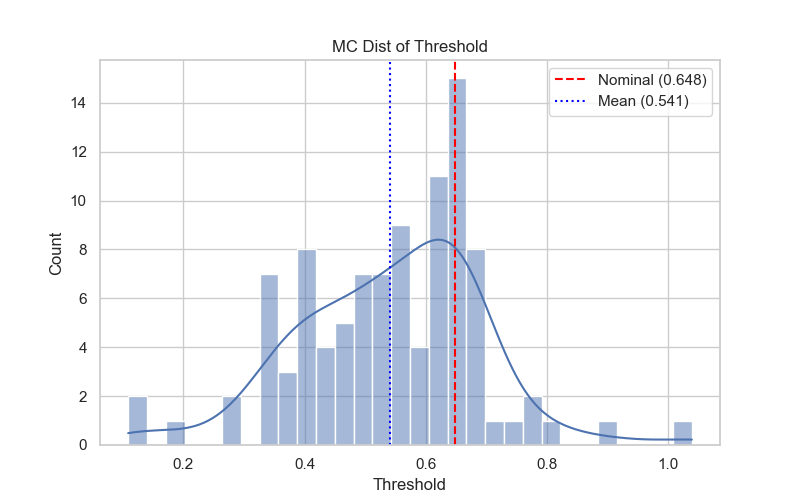 MC Dist of Threshold
Nominal (0.648)
Mean (0.541)
Count
14
12
10
8
6
4
2
0
0.2 0.4 0.6 0.8 1.0
Threshold